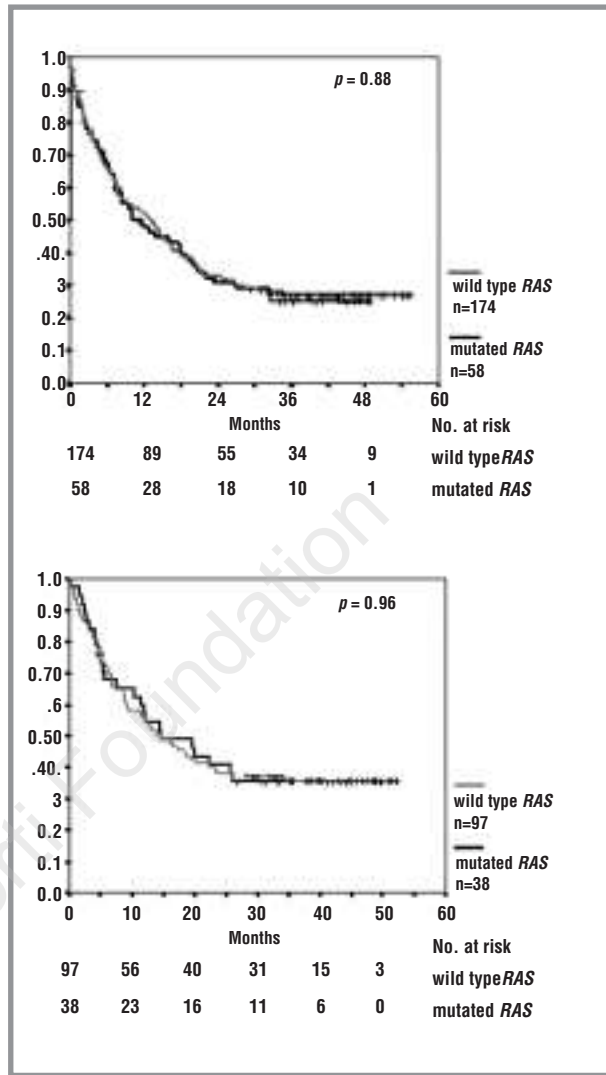 1.0
p = 0.88
0.9
0.8
0.70
.6
0.50
.40.
3
0.2
0.1
0.0
0 12 24 36 48 60
Months
wild type RAS
n=174
mutated RAS
n=58
No. at risk
174 89 55 34 9 wild typeRAS
58 28 18 10 1 mutated RAS
1.0
p = 0.96
0.9
0.8
0.70
.6
0.50
.40.
3
0.2
0.1
0.0
0 10 20 30 40 50 60
Months
wild type RAS
n=97
mutated RAS
n=38
No. at risk
97 56 40 31 15 3 wild typeRAS
38 23 16 11 6 0 mutated RAS
orti Foundation